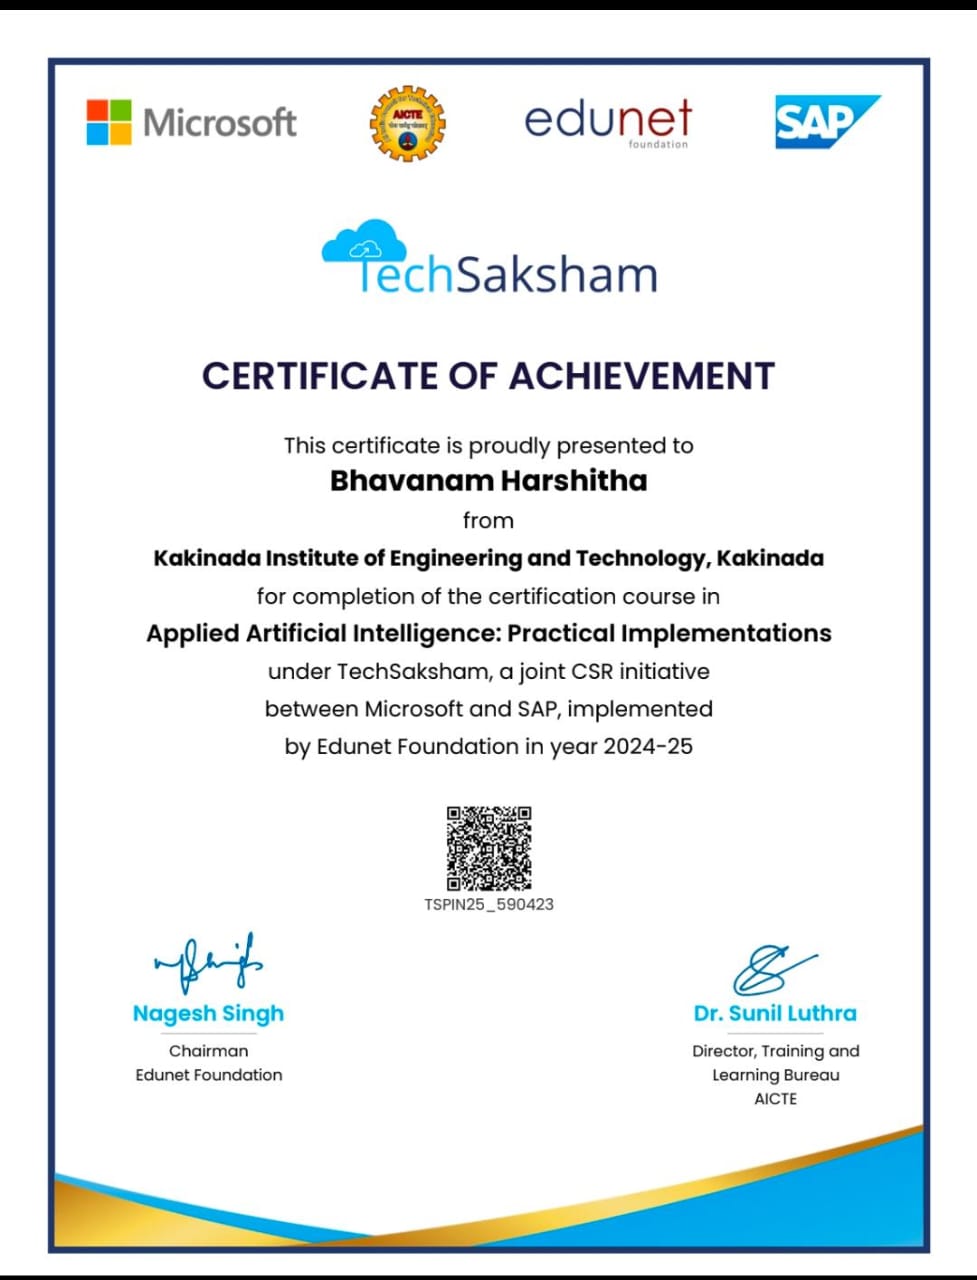 Microsoft
AICTE
edunet
foundation
SAP
TechSaksham
CERTIFICATE OF ACHIEVEMENT
This certificate is proudly presented to
Bhavanam Harshitha
from
Kakinada Institute of Engineering and Technology, Kakinada
for completion of the certification course in
Applied Artificial Intelligence: Practical Implementations
under TechSaksham, a joint CSR initiative
between Microsoft and SAP, implemented
by Edunet Foundation in year 2024-25
TSPIN25_590423
Nagesh Singh
Chairman
Edunet Foundation
Dr. Sunil Luthra
Director, Training and
Learning Bureau
AICTE